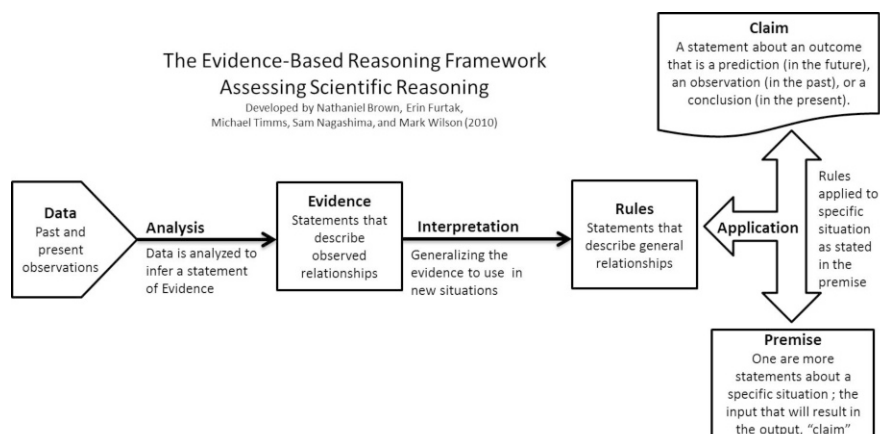 The Evidence-Based Reasoning Framework
Assessing Scientific Reasoning
Developed by Nathaniel Brown, Erin Furtak,
Michael Timms, Sam Nagashima, and Mark Wilson (2010)
Claim
A statement about an outcome
that is a prediction (in the future),
an observation (in the past), or a
conclusion (in the present).
Data
Past and
present
observations
Analysis
Data is analyzed to
infer a statement
of Evidence
Evidence
Statements that
describe
observed
relationships
Interpretation
Generalizing the
evidence to use in
new situations
Rules
Statements that
describe general
relationships
Application
Rules
applied to
specific
situation
as stated
in the
premise
Premise
One are more
statements about a
specific situation ; the
input that will result in
the output, “claim”